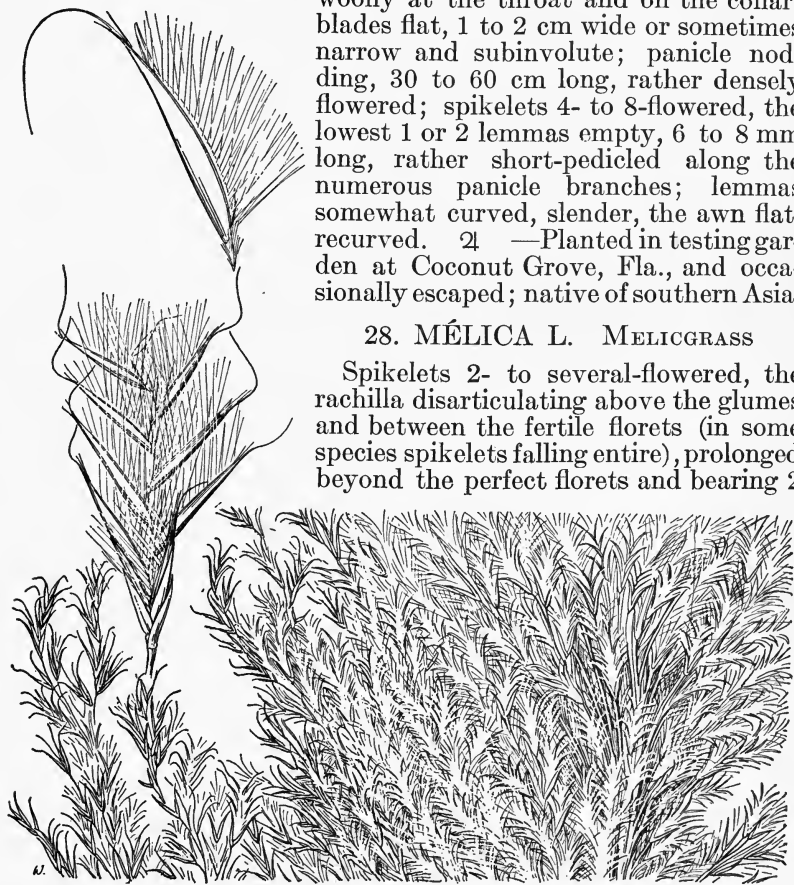 woolly at the throat and on the collar
blades flat, 1 to 2 cm wide or sometimes
narrow and subinvolute; panicle nod
ding, 30 to 60 cm long, rather densely
flowered; spikelets 4- to 8-flowered, the
lowest 1 or 2 lemmas empty, 6 to 8 mm
long, rather short-pedicled along the
numerous panicle branches; lemmas
somewhat curved, slender, the awn flat
recurved. ♃ —Planted in testing gar
den at Coconut Grove, Fla., and occa
sionally escaped; native of southern Asia
28. MÉLICA L. MELICGRASS
Spikelets 2- to several-flowered, the
rachilla disarticulating above the glumes
and between the fertile florets (in some
species spikelets falling entire), prolonged
beyond the perfect florets and bearing 2
W.